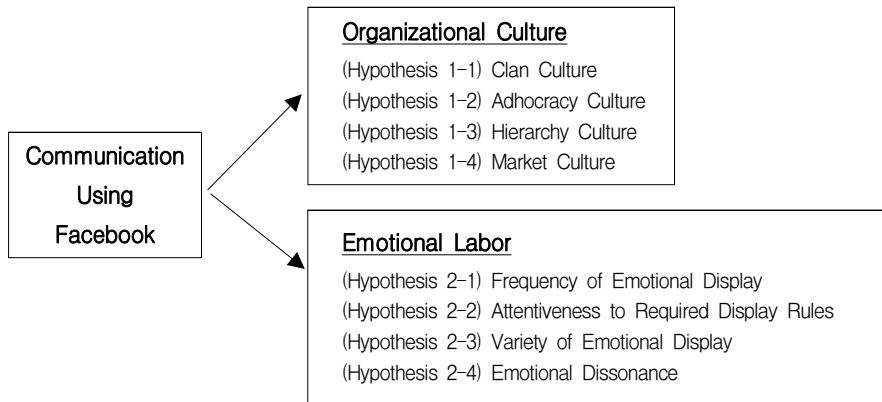 Communication
Using
Facebook
Organizational Culture
(Hypothesis 1-1) Clan Culture
(Hypothesis 1-2) Adhocracy Culture
(Hypothesis 1-3) Hierarchy Culture
(Hypothesis 1-4) Market Culture
Emotional Labor
(Hypothesis 2-1) Frequency of Emotional Display
(Hypothesis 2-2) Attentiveness to Required Display Rules
(Hypothesis 2-3) Variety of Emotional Display
(Hypothesis 2-4) Emotional Dissonance